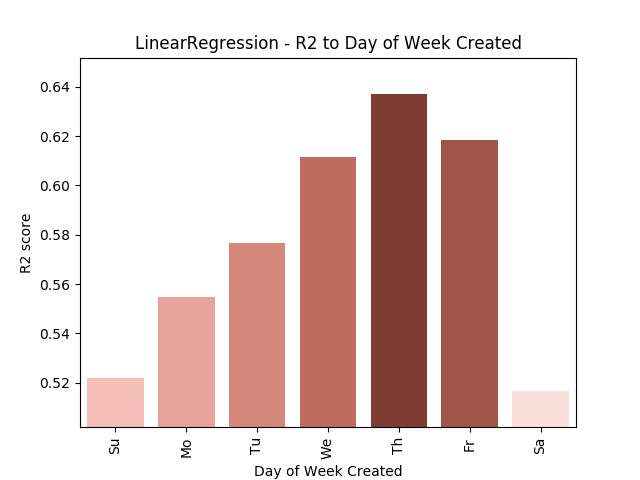 LinearRegression - R2 to Day of Week Created
0.64
0.62
0.60
0.58
0.56
0.54
0.52
R2 score
Su
Mo
Tu
We
Th
Fr
Sa
Day of Week Created